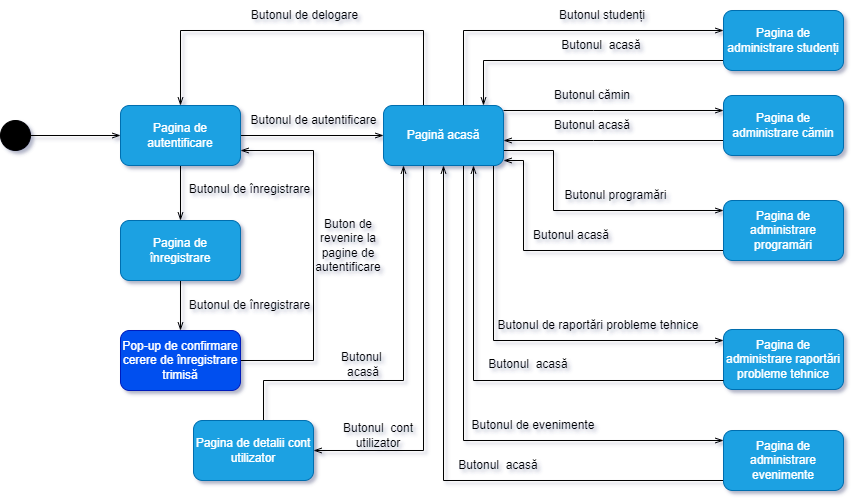 Butonul de delogare
Butonul studenți
Pagina de
administrare studenți
Butonul  acasă
Butonul cămin
Pagina de
administrare cămin
Butonul acasă
Pagina de
autentificare
Butonul de autentificare
Pagină acasă
Butonul de înregistrare
Butonul programări
Pagina de
administrare
programări
Butonul acasă
Pagina de
înregistrare
Buton de
revenire la
pagine de
autentificare
Butonul de înregistrare
Pop-up de confirmare
cerere de înregistrare
trimisă
Butonul de raportări probleme tehnice
Pagina de
administrare raportări
probleme tehnice
Butonul  acasă
Butonul
acasă
Butonul  cont
utilizator
Pagina de detalii cont
utilizator
Butonul de evenimente
Pagina de
administrare
evenimente
Butonul  acasă